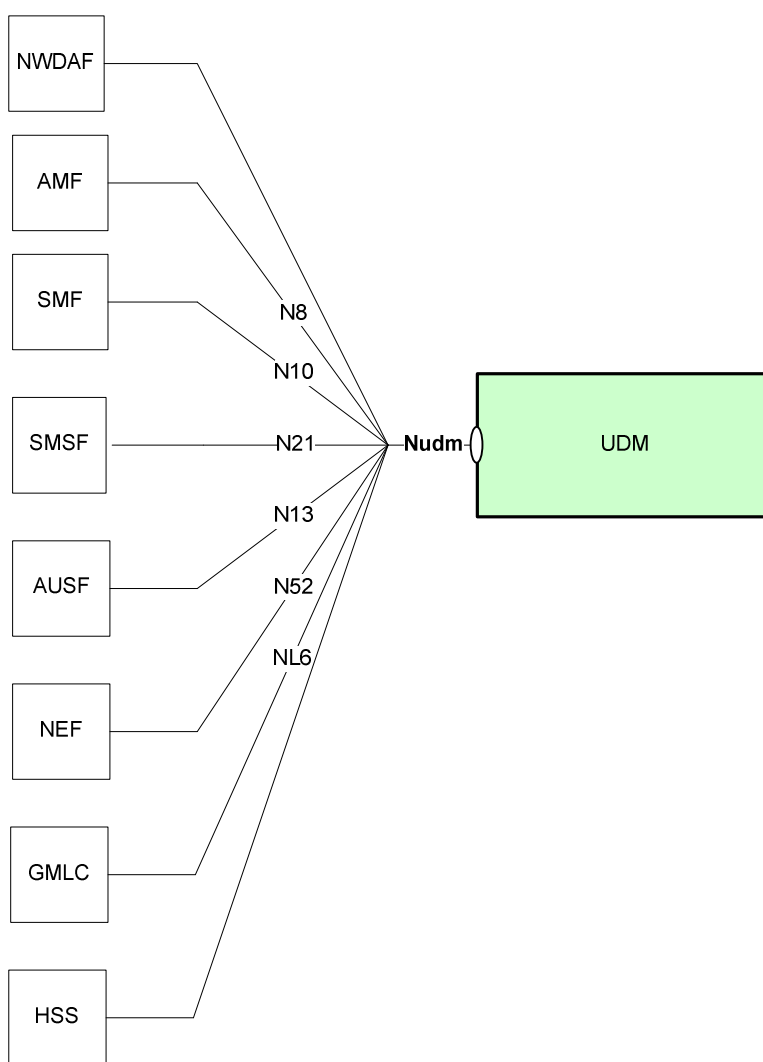 NWDAF
AMF
SMF
SMSF
AUSF
NEF
GMLC
HSS
N8
N10
N21
N13
N52
NL6
Nudm
UDM